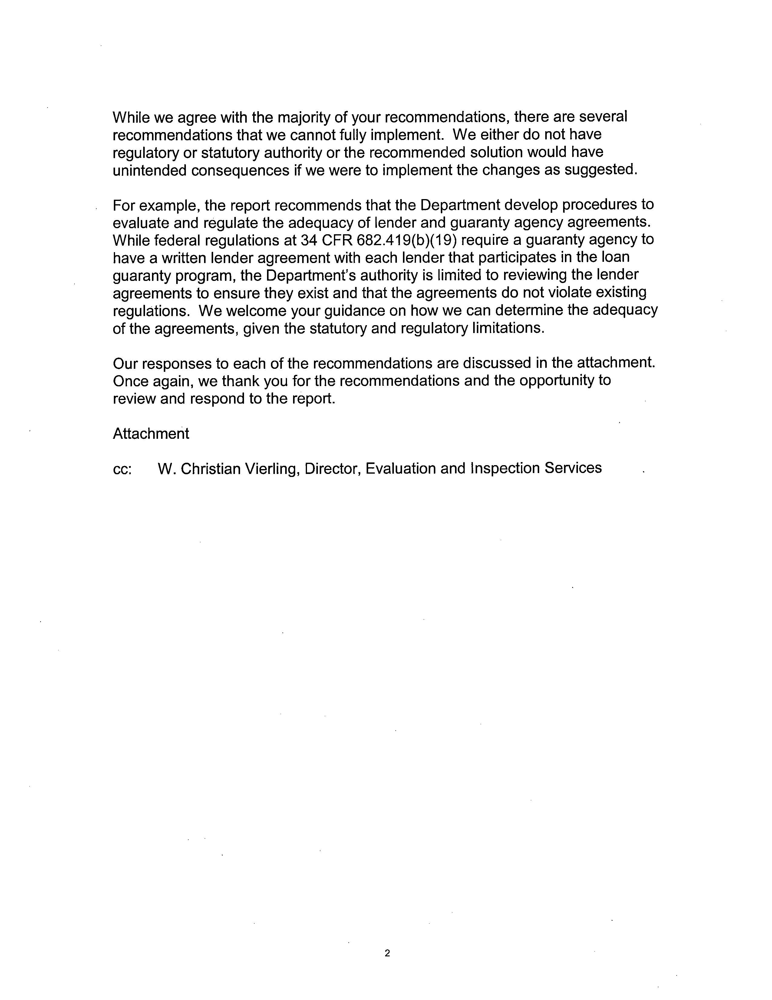 While we agree with the majority of your recommendations, there are several
recommendations that we cannot fully implement.  We either do not have
regulatory or statutory authority or the recommended solution would have
unintended consequences if we were to implement the changes as suggested.
For example, the report recommends that the Department develop procedures to
evaluate and regulate the adequacy of lender and guaranty agency agreements.
While federal regulations at 34 CFR 682.419(b)(19) require a guaranty agency to
have a written lender agreement with each lender that participates in the loan
guaranty program, the Department's authority is limited to reviewing the lender
agreements to ensure they exist and that the agreements do not violate existing
regulations.  We welcome your guidance on how we can determine the adequacy
of the agreements, given the statutory and regulatory limitations.
Our responses to each of the recommendations are discussed in the attachment.
Once again, we thank you for the recommendations and the opportunity to
review and respond to the report.
Attachment
cc: W. Christian Vierling, Director, Evaluation and Inspection Services
2